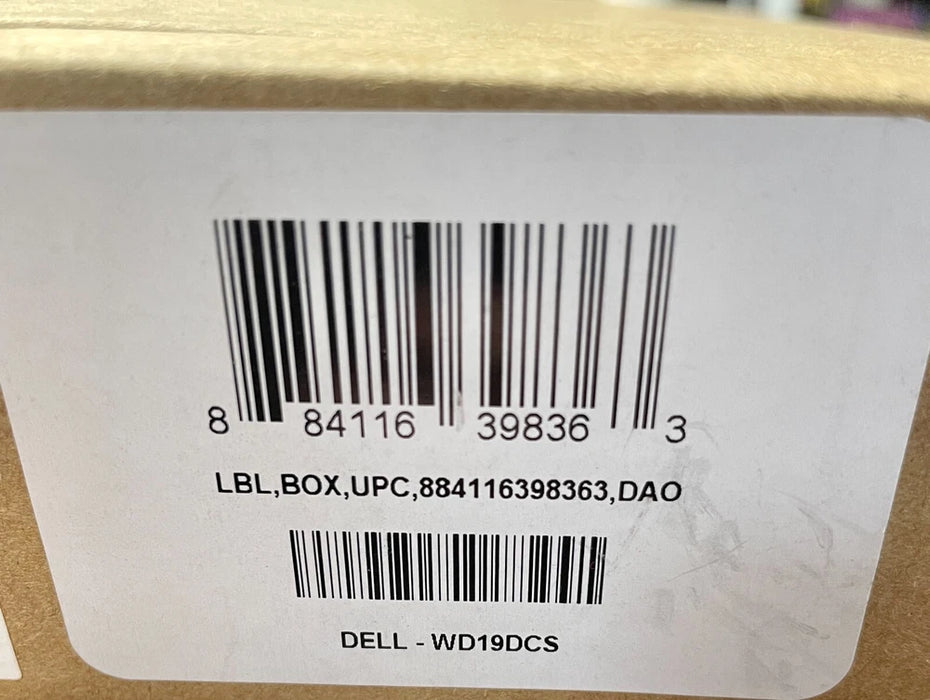 8 84116 39836 3
LBL,BOX,UPC,884116398363,DAO
DELL - WD19DCS